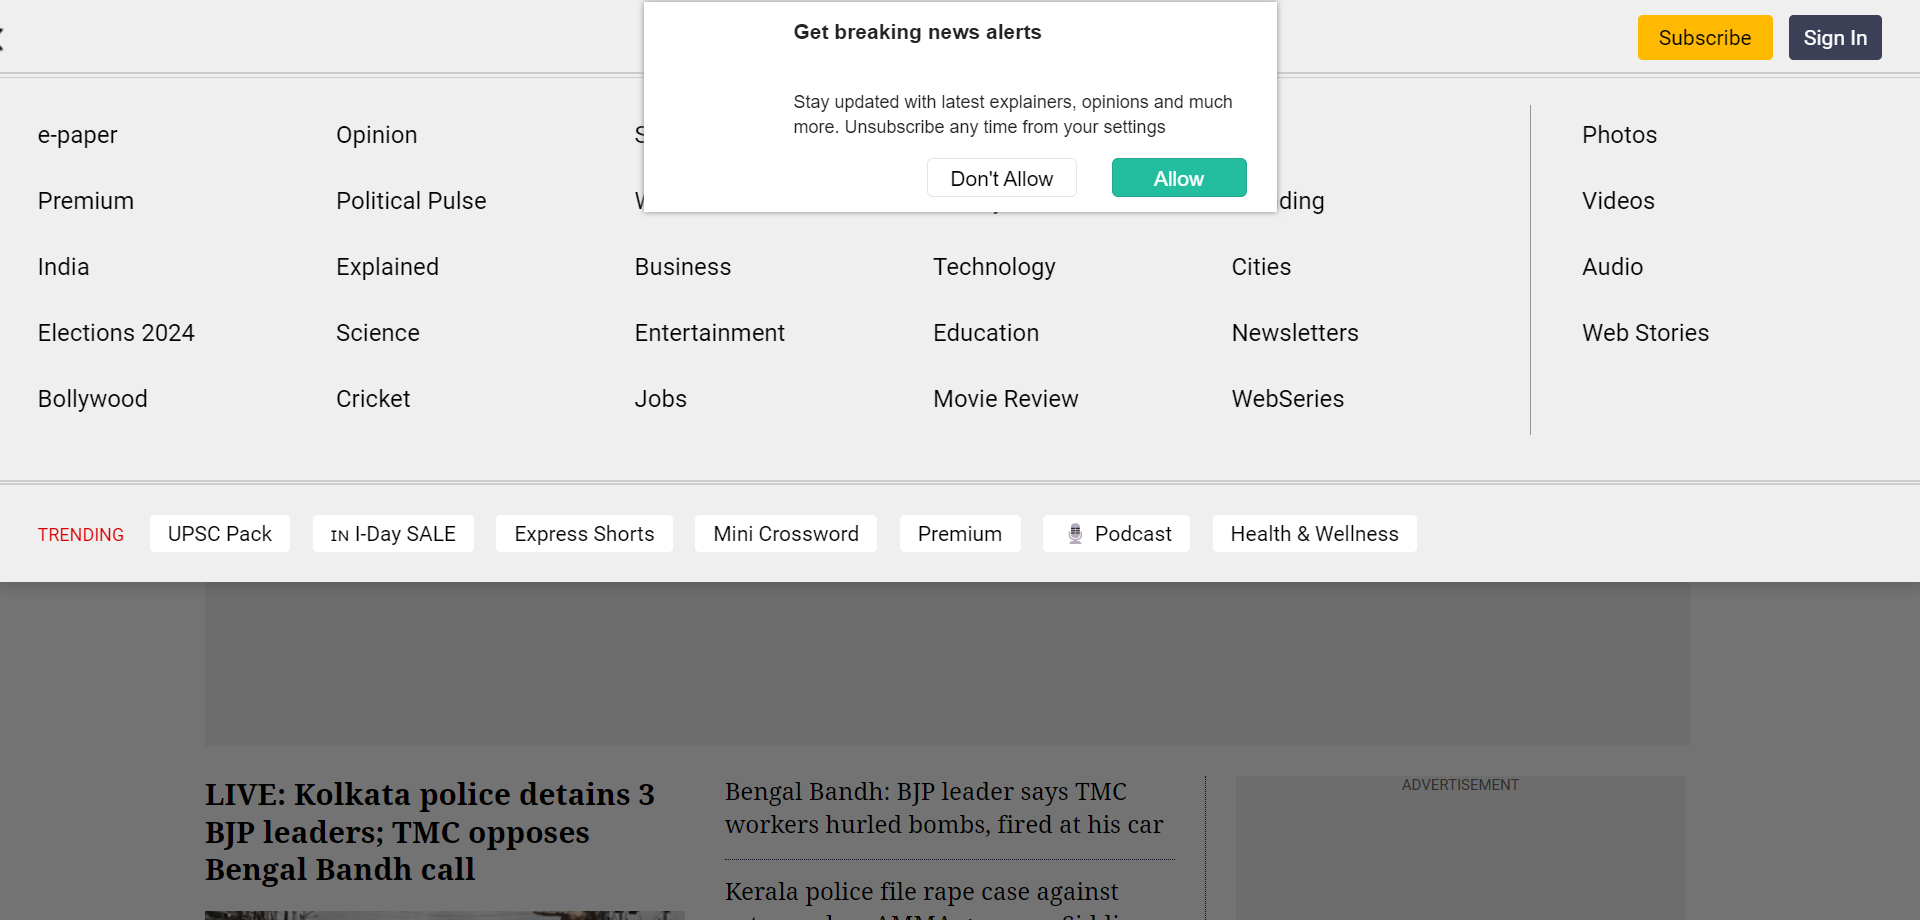 Get breaking news alerts
Stay updated with latest explainers, opinions and much
more. Unsubscribe any time from your settings
Don't Allow
Allow
Subscribe
Sign In
e-paper
Opinion
Photos
Premium
Political Pulse
Videos
India
Explained
Business
Technology
Cities
Audio
Elections 2024
Science
Entertainment
Education
Newsletters
Web Stories
Bollywood
Cricket
Jobs
Movie Review
WebSeries
TRENDING
UPSC Pack
IN I-Day SALE
Express Shorts
Mini Crossword
Premium
Podcast
Health & Wellness
LIVE: Kolkata police detains 3
BJP leaders; TMC opposes
Bengal Bandh call
Bengal Bandh: BJP leader says TMC
workers hurled bombs, fired at his car
Kerala police file rape case against
ADVERTISEMENT